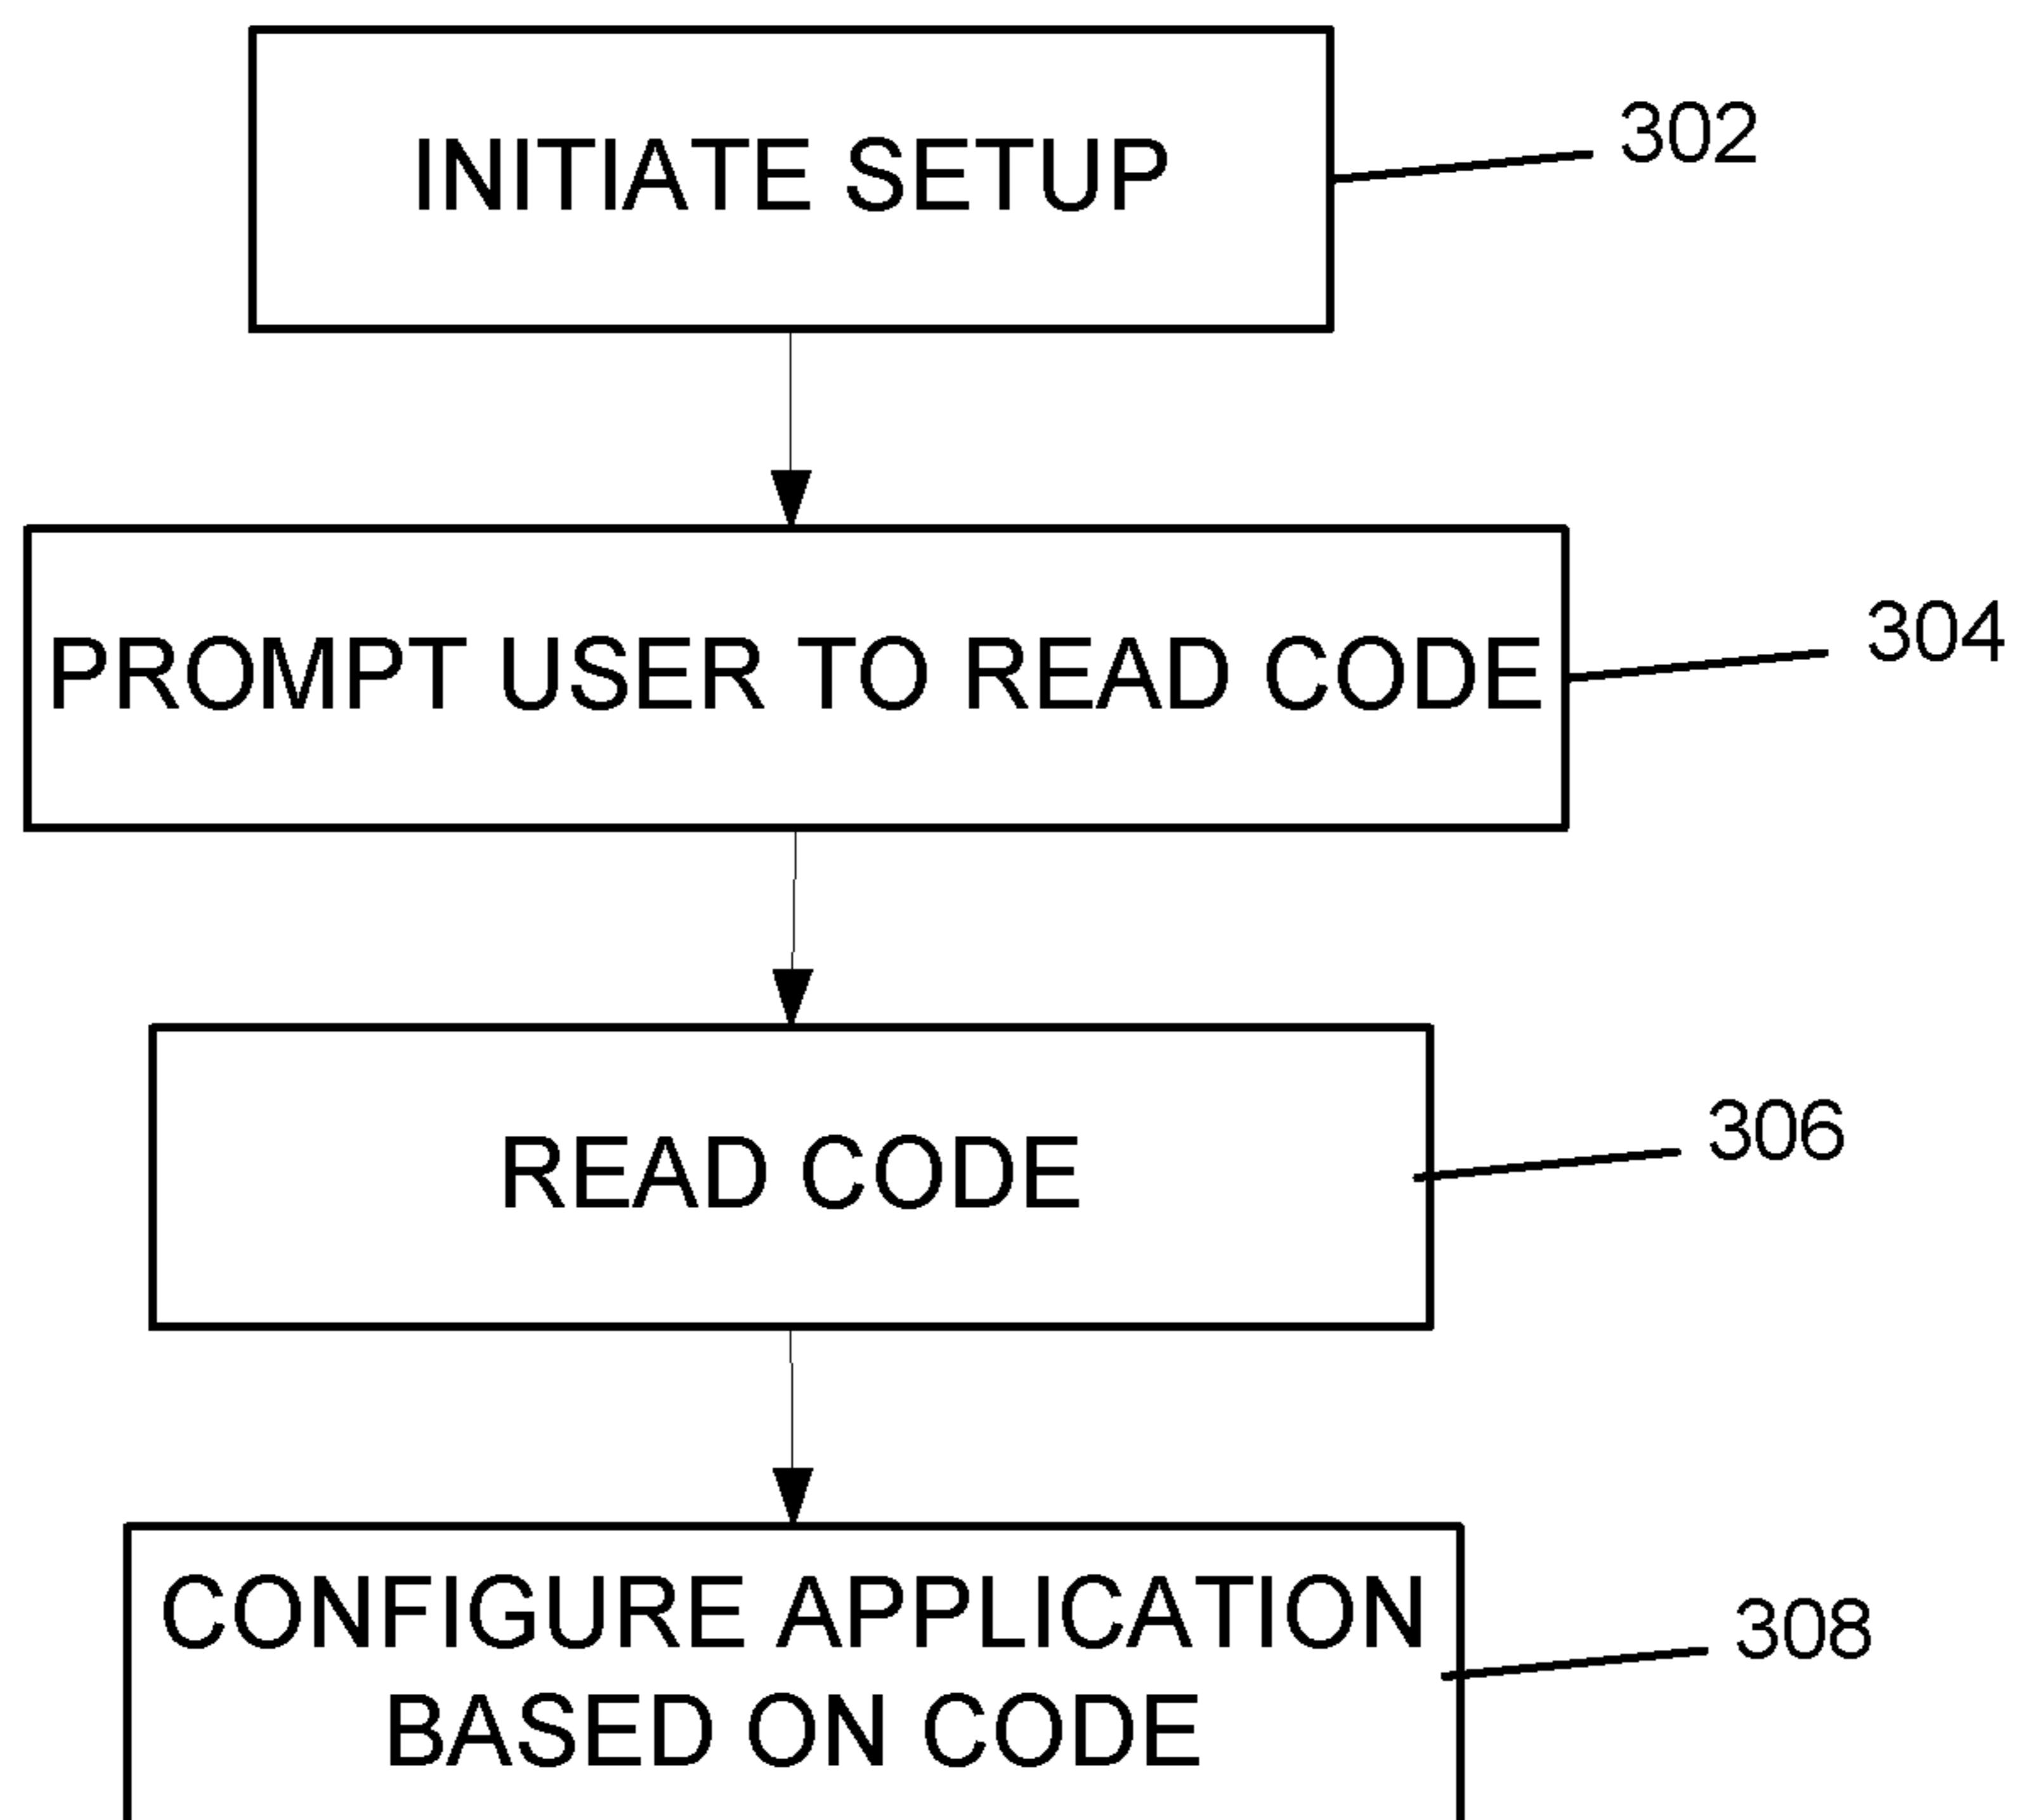 INITIATE SETUP
302
PROMPT USER TO READ CODE
304
READ CODE
306
CONFIGURE APPLICATION
BASED ON CODE
308